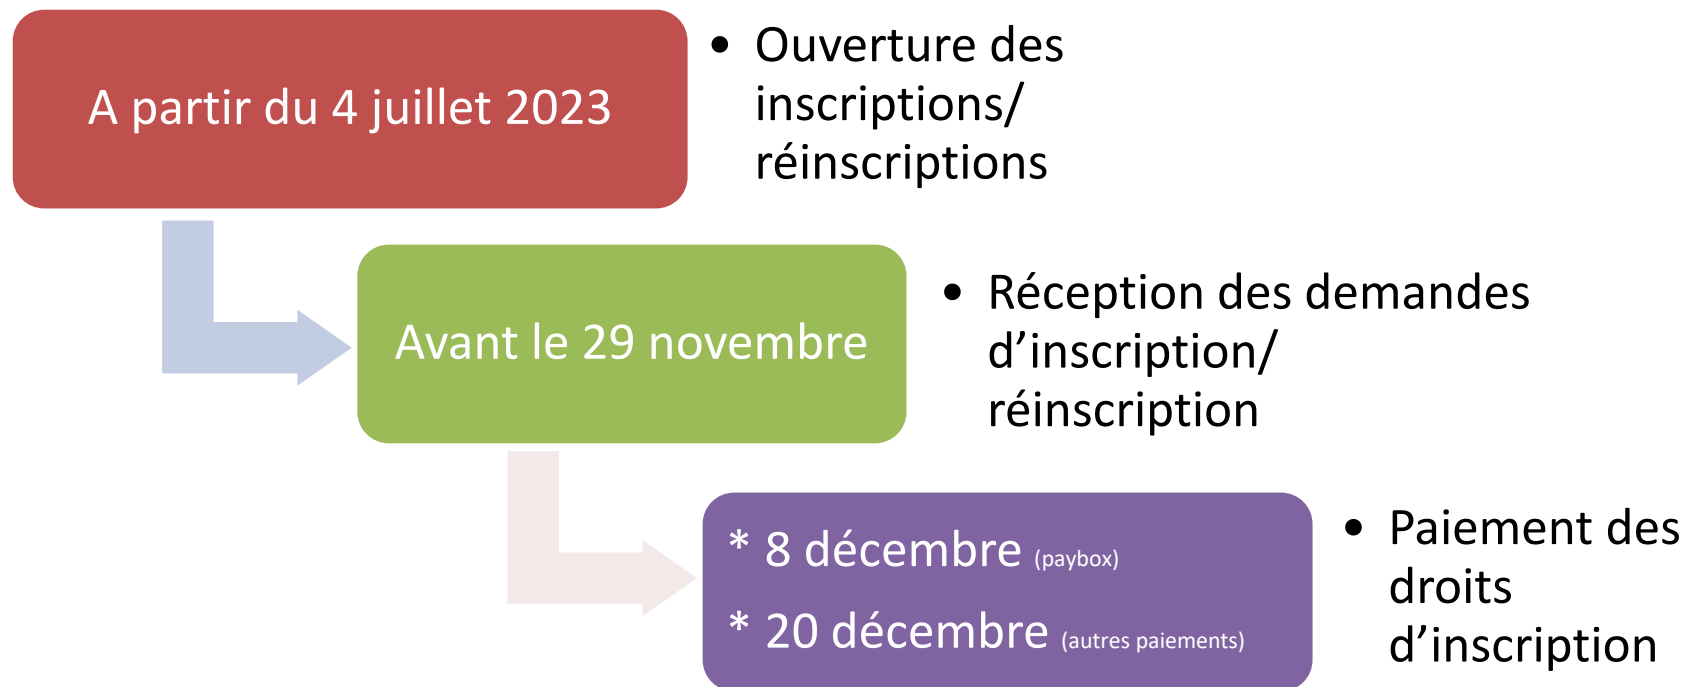 A partir du 4 juillet 2023
• Ouverture des
inscriptions/
réinscriptions
Avant le 29 novembre
• Réception des demandes
d’inscription/
réinscription
* 8 décembre (paybox)
* 20 décembre (autres paiements)
• Paiement des
droits
d’inscription